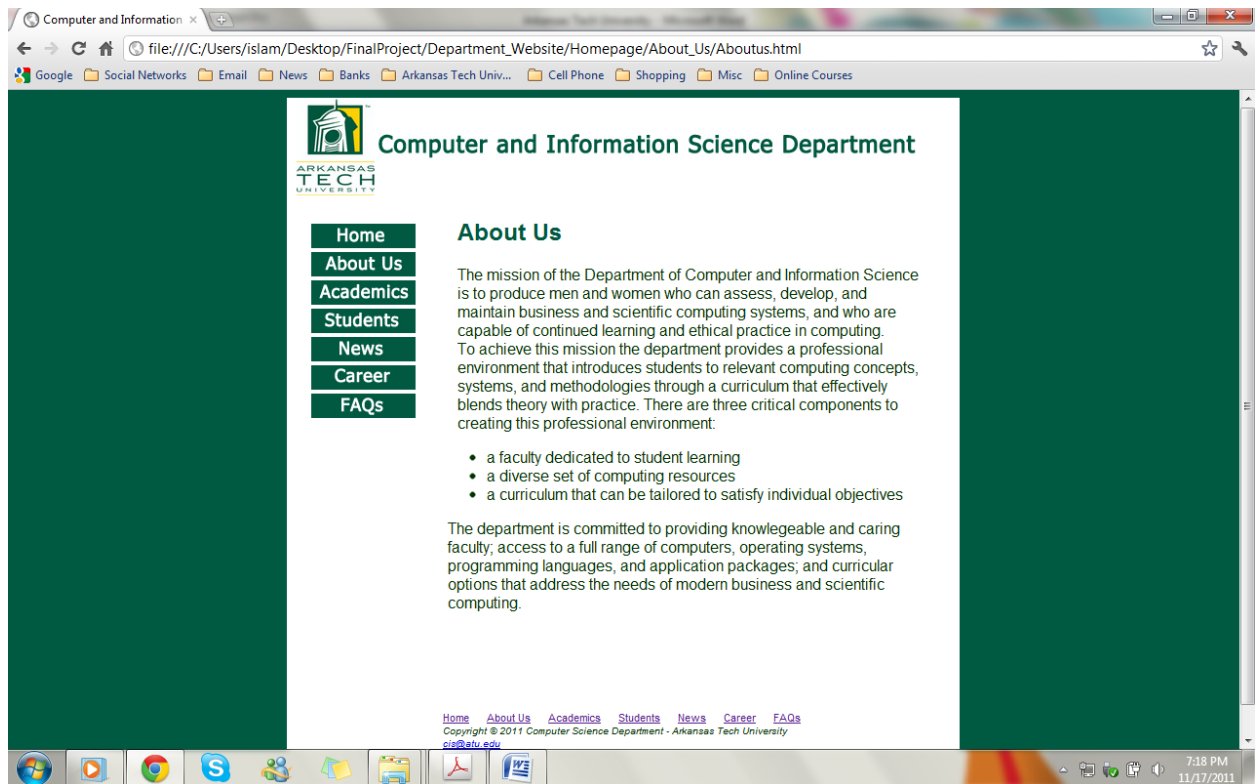 Computer and Information
Arkansas Tech University - Microsoft Word
file:///C:/Users/islam/Desktop/FinalProject/Department_Website/Homepage/About_Us/Aboutus.html
Google Social Networks Email News Banks Arkansas Tech Univ... Cell Phone Shopping Misc Online Courses
ARKANSAS
TECH
UNIVERSITY
™
Computer and Information Science Department
Home
About Us
Academics
Students
News
Career
FAQs
About Us
The mission of the Department of Computer and Information Science
is to produce men and women who can assess, develop, and
maintain business and scientific computing systems, and who are
capable of continued learning and ethical practice in computing.
To achieve this mission the department provides a professional
environment that introduces students to relevant computing concepts,
systems, and methodologies through a curriculum that effectively
blends theory with practice. There are three critical components to
creating this professional environment:
• a faculty dedicated to student learning
• a diverse set of computing resources
• a curriculum that can be tailored to satisfy individual objectives
The department is committed to providing knowlegeable and caring
faculty; access to a full range of computers, operating systems,
programming languages, and application packages; and curricular
options that address the needs of modern business and scientific
computing.
Home About Us Academics Students News Career FAQs
Copyright © 2011 Computer Science Department - Arkansas Tech University
cis@atu.edu
7:18 PM
11/17/2011